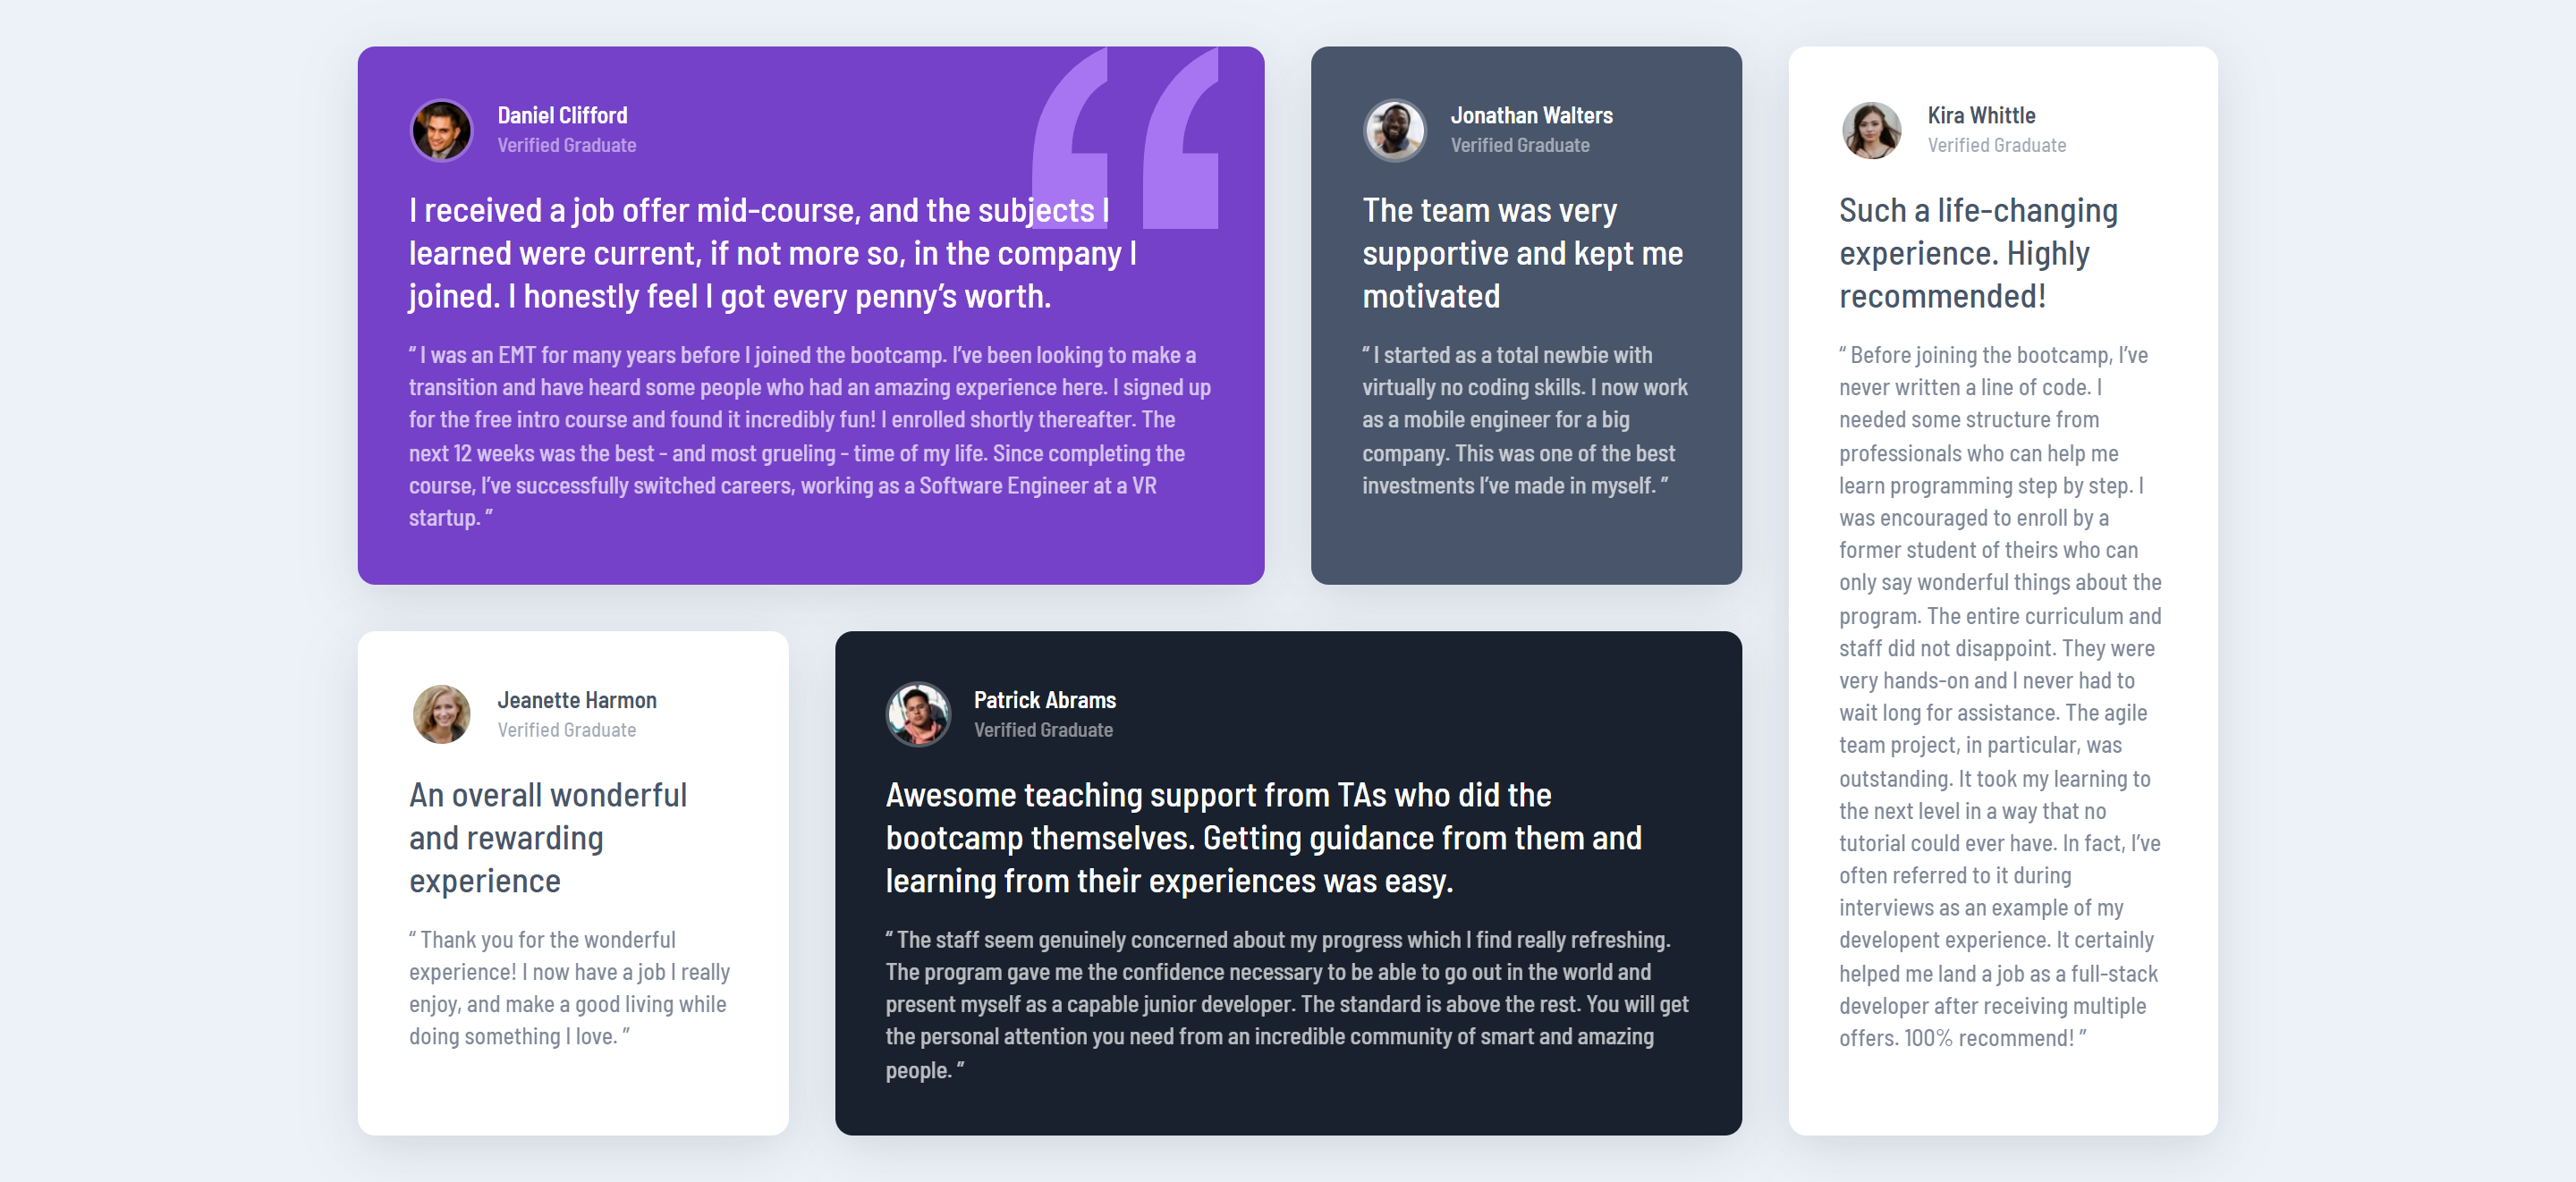 Daniel Clifford
Verified Graduate
I received a job offer mid-course, and the subjects I
learned were current, if not more so, in the company I
joined. I honestly feel I got every penny’s worth.
“ I was an EMT for many years before I joined the bootcamp. I’ve been looking to make a
transition and have heard some people who had an amazing experience here. I signed up
for the free intro course and found it incredibly fun! I enrolled shortly thereafter. The
next 12 weeks was the best - and most grueling - time of my life. Since completing the
course, I’ve successfully switched careers, working as a Software Engineer at a VR
startup. ”
Jonathan Walters
Verified Graduate
The team was very
supportive and kept me
motivated
“ I started as a total newbie with
virtually no coding skills. I now work
as a mobile engineer for a big
company. This was one of the best
investments I’ve made in myself. ”
Kira Whittle
Verified Graduate
Such a life-changing
experience. Highly
recommended!
“ Before joining the bootcamp, I’ve
never written a line of code. I
needed some structure from
professionals who can help me
learn programming step by step. I
was encouraged to enroll by a
former student of theirs who can
only say wonderful things about the
program. The entire curriculum and
staff did not disappoint. They were
very hands-on and I never had to
wait long for assistance. The agile
team project, in particular, was
outstanding. It took my learning to
the next level in a way that no
tutorial could ever have. In fact, I’ve
often referred to it during
interviews as an example of my
developent experience. It certainly
helped me land a job as a full-stack
developer after receiving multiple
offers. 100% recommend! ”
Jeanette Harmon
Verified Graduate
An overall wonderful
and rewarding
experience
“ Thank you for the wonderful
experience! I now have a job I really
enjoy, and make a good living while
doing something I love. ”
Patrick Abrams
Verified Graduate
Awesome teaching support from TAs who did the
bootcamp themselves. Getting guidance from them and
learning from their experiences was easy.
“ The staff seem genuinely concerned about my progress which I find really refreshing.
The program gave me the confidence necessary to be able to go out in the world and
present myself as a capable junior developer. The standard is above the rest. You will get
the personal attention you need from an incredible community of smart and amazing
people. ”